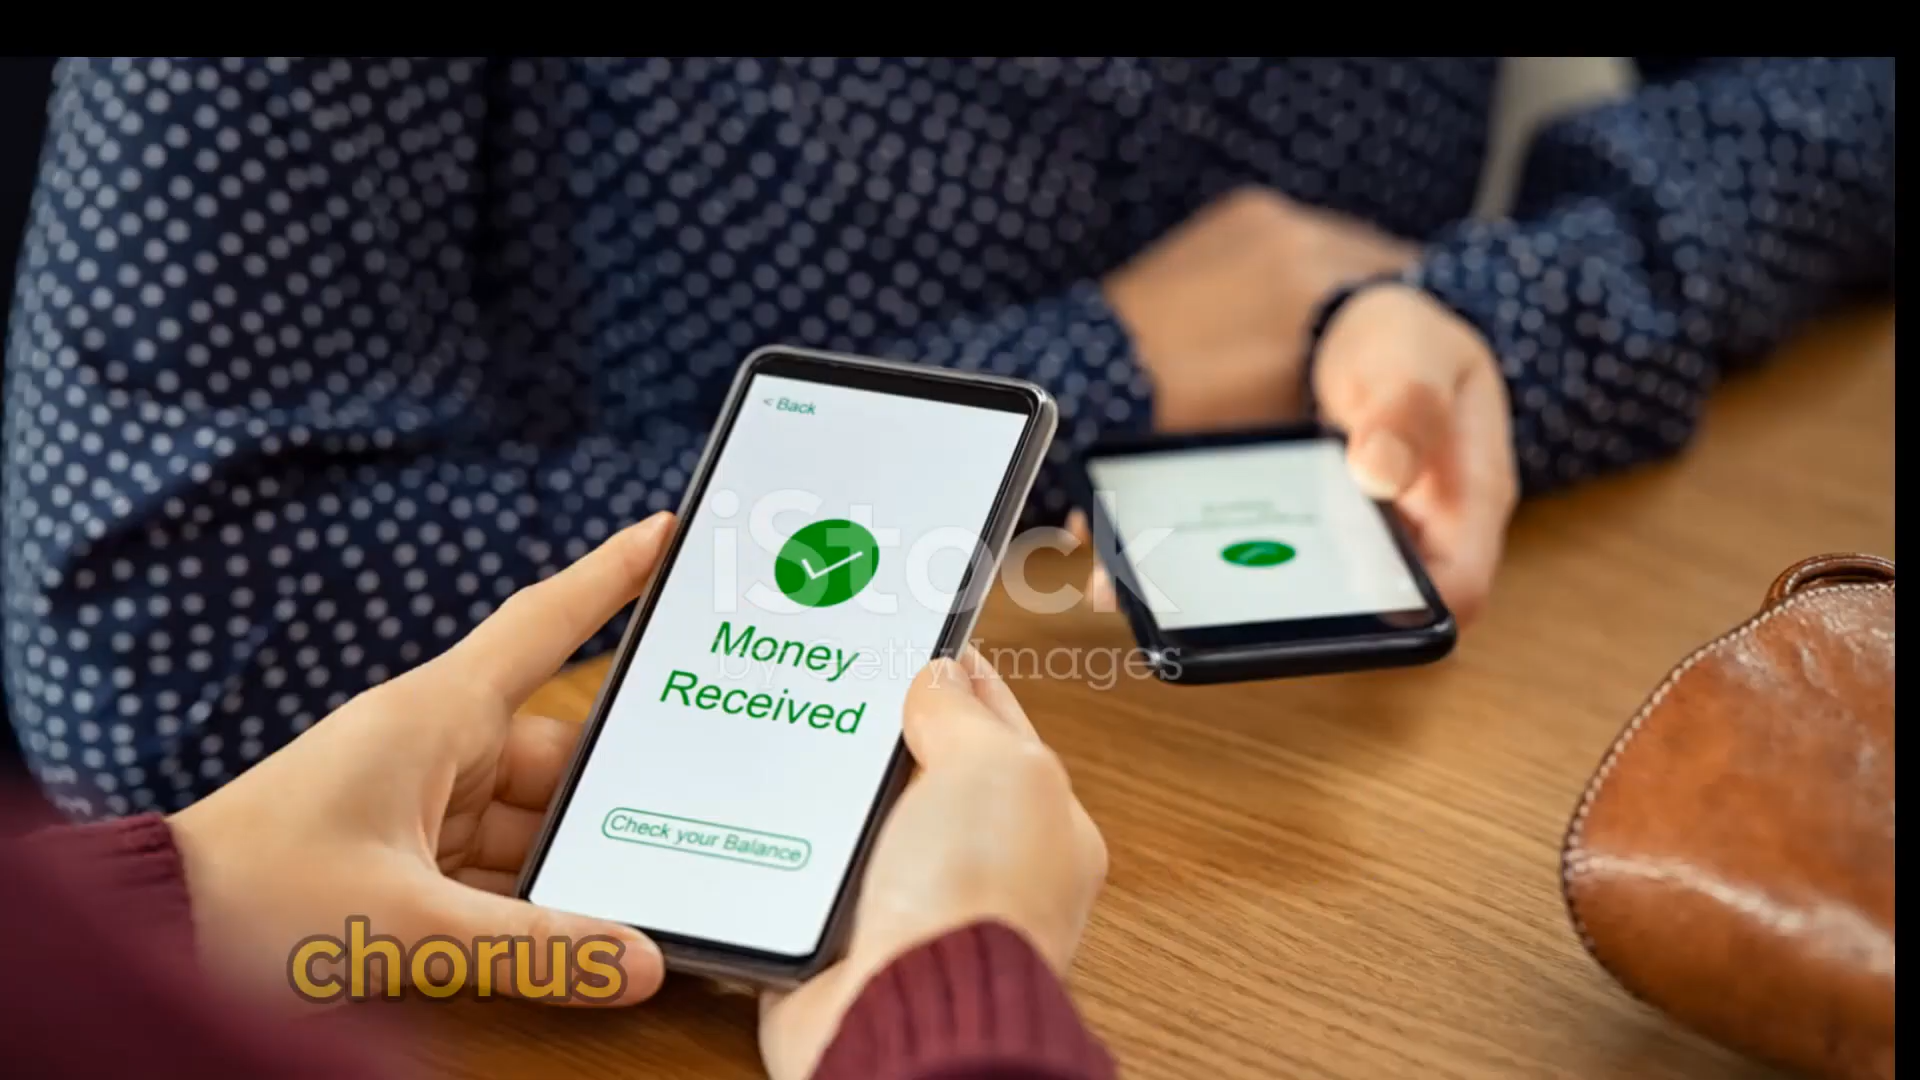 < Back
iStock
by Getty Images
Money
Received
Check your Balance
chorus